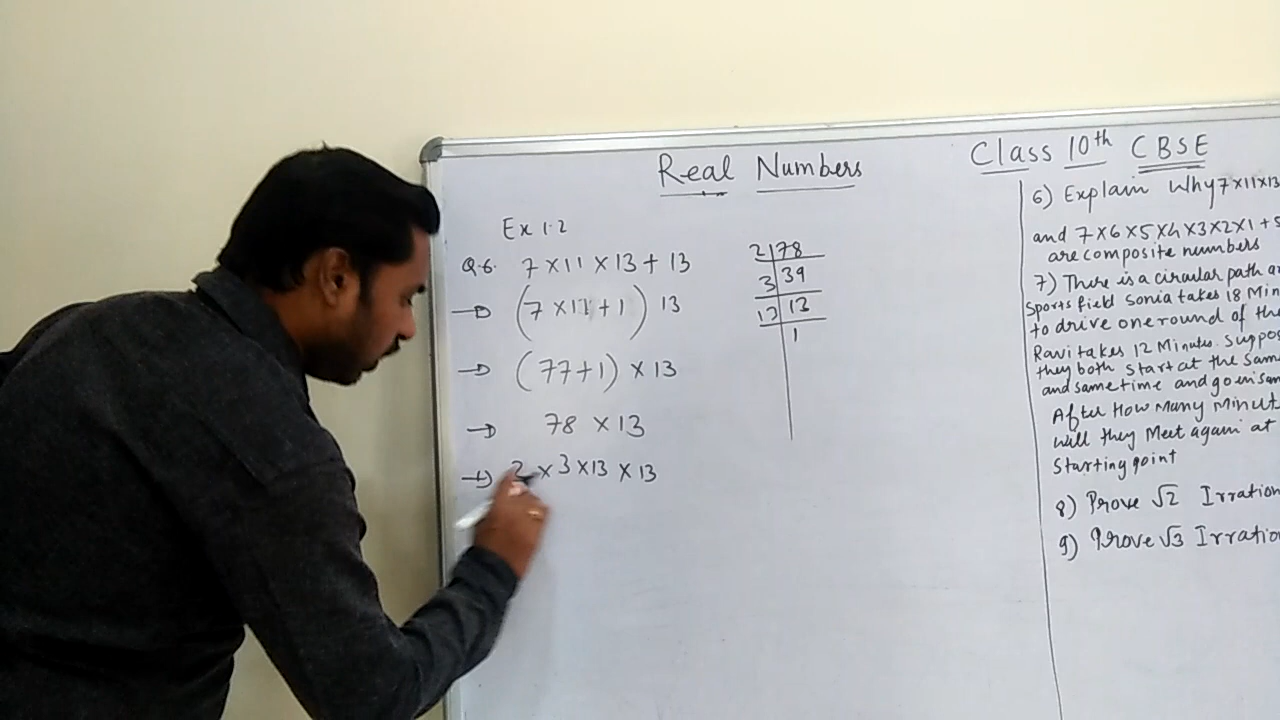 Real Numbers
Class 10th CBSE
Ex 1.2
Q.6. 7 × 11 × 13 + 13
→ (7 × 11 + 1) 13
→ (77 + 1) × 13
→ 78 × 13
→ 2 × 3 × 13 × 13
2 | 78
3 | 39
13 | 13
| 1
6) Explain Why 7×11×13
and 7×6×5×4×3×2×1+5
are composite numbers
7) There is a circular path
Sports field Sonia takes 18 Min
to drive one round of the
Ravi takes 12 Minutes. Suppos
they both start at the Sam
and same time and go in sam
After How Many Minut
will they Meet again at
Starting point
8) Prove √2 Irration
9) Prove √3 Irratio